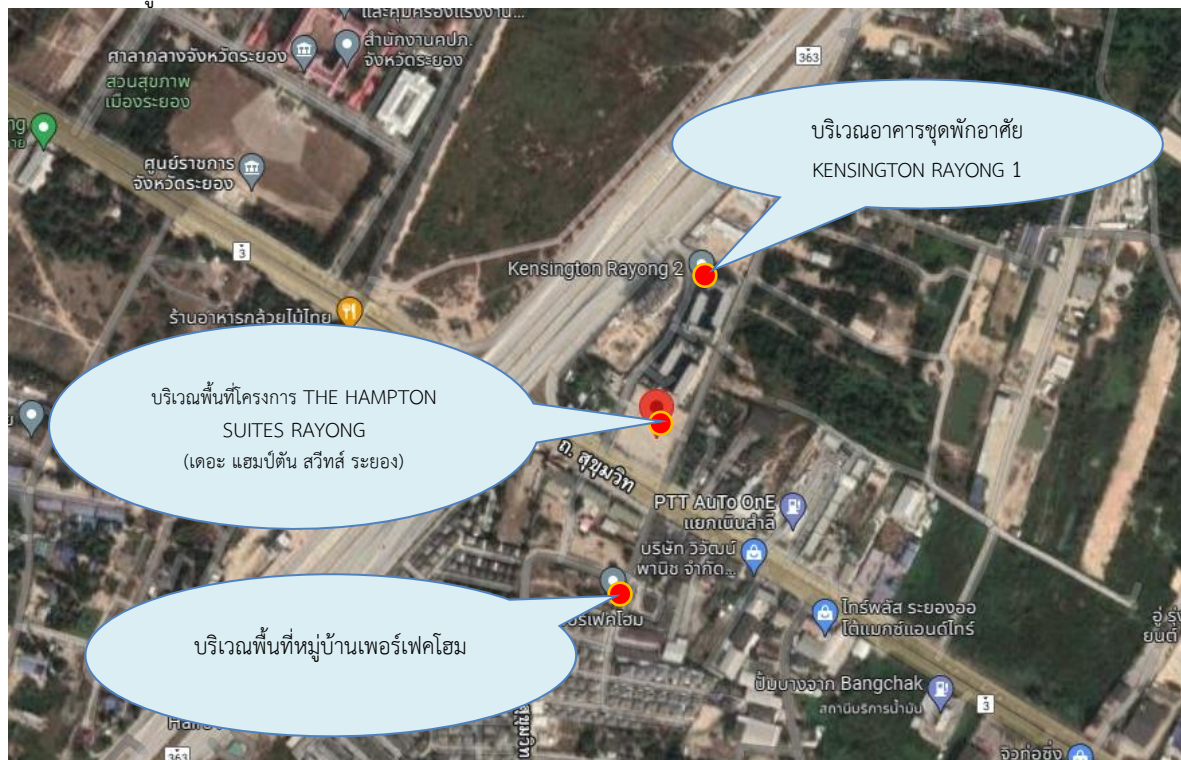 และคุ้มครองแรงงาน...
สำนักงานคปภ.
จังหวัดระยอง
ศาลากลางจังหวัดระยอง
สวนสุขภาพ
เมืองระยอง
363
ศูนย์ราชการ
จังหวัดระยอง
3
บริเวณอาคารชุดพักอาศัย
KENSINGTON RAYONG 1
Kensington Rayong 2
ร้านอาหารกล้วยไม้ไทย
บริเวณพื้นที่โครงการ THE HAMPTON
SUITES RAYONG
(เดอะ แฮมป์ตัน สวีทส์ ระยอง)
ถ. สุขุมวิท
PTT AuTo OnE
แยกเนินสำลี
บริษัท วิวัฒน์
พานิช จำกัด...
บริเวณพื้นที่หมู่บ้านเพอร์เฟคโฮม
ไทร์พลัส ระยองออ
โต้แมกซ์แอนด์ไทร์
ปั๊มบางจาก Bangchak
สถานีบริการน้ำมัน
3
363
สุขุมวิท
จิวก่อซิ่ง